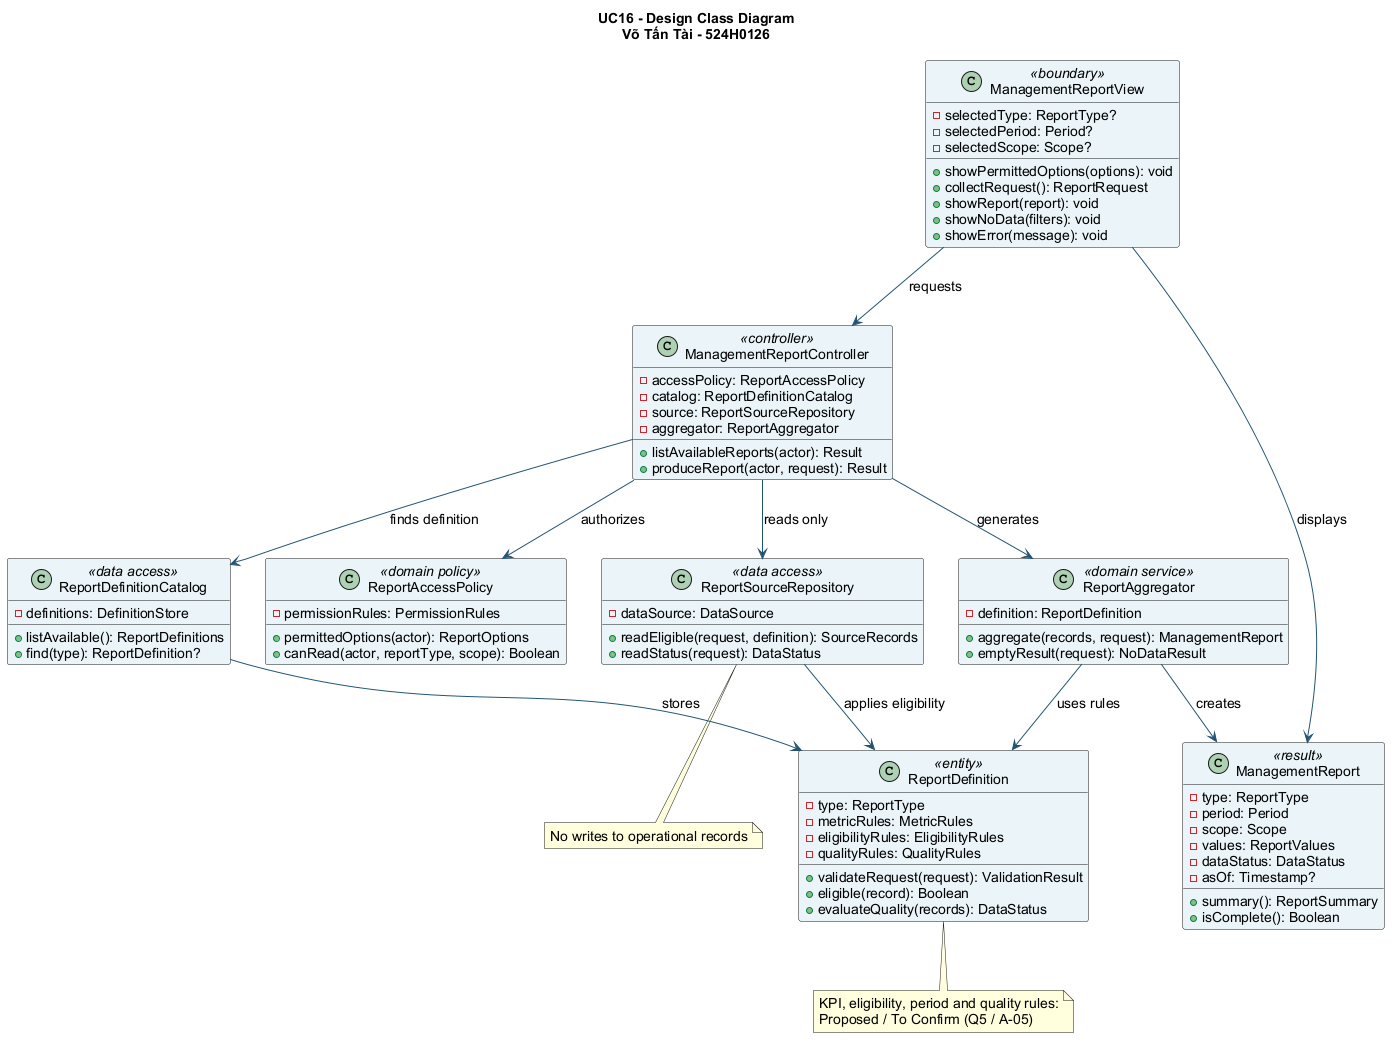 UC16 - Design Class Diagram
Võ Tấn Tài - 524H0126
C
«boundary»
ManagementReportView
selectedType: ReportType?
selectedPeriod: Period?
selectedScope: Scope?
showPermittedOptions(options): void
collectRequest(): ReportRequest
showReport(report): void
showNoData(filters): void
showError(message): void
requests
displays
C
«controller»
ManagementReportController
accessPolicy: ReportAccessPolicy
catalog: ReportDefinitionCatalog
source: ReportSourceRepository
aggregator: ReportAggregator
listAvailableReports(actor): Result
produceReport(actor, request): Result
finds definition
authorizes
reads only
generates
C
«data access»
ReportDefinitionCatalog
definitions: DefinitionStore
listAvailable(): ReportDefinitions
find(type): ReportDefinition?
C
«domain policy»
ReportAccessPolicy
permissionRules: PermissionRules
permittedOptions(actor): ReportOptions
canRead(actor, reportType, scope): Boolean
C
«data access»
ReportSourceRepository
dataSource: DataSource
readEligible(request, definition): SourceRecords
readStatus(request): DataStatus
C
«domain service»
ReportAggregator
definition: ReportDefinition
aggregate(records, request): ManagementReport
emptyResult(request): NoDataResult
stores
applies eligibility
uses rules
creates
No writes to operational records
C
«entity»
ReportDefinition
type: ReportType
metricRules: MetricRules
eligibilityRules: EligibilityRules
qualityRules: QualityRules
validateRequest(request): ValidationResult
eligible(record): Boolean
evaluateQuality(records): DataStatus
C
«result»
ManagementReport
type: ReportType
period: Period
scope: Scope
values: ReportValues
dataStatus: DataStatus
asOf: Timestamp?
summary(): ReportSummary
isComplete(): Boolean
KPI, eligibility, period and quality rules:
Proposed / To Confirm (Q5 / A-05)